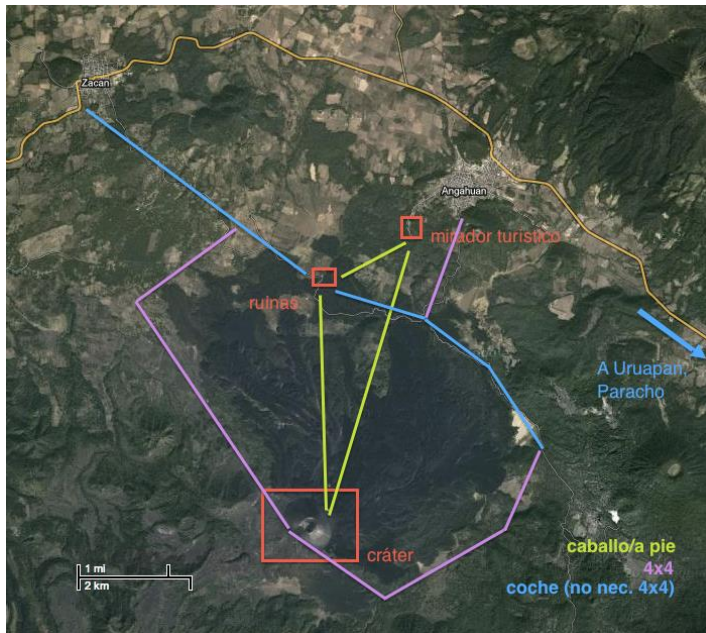 Zacan
Angahuan
mirador turístico
ruinas
A Uruapan,
Paracho
cráter
caballo/a pie
4x4
coche (no nec. 4x4)
1 mi
2 km